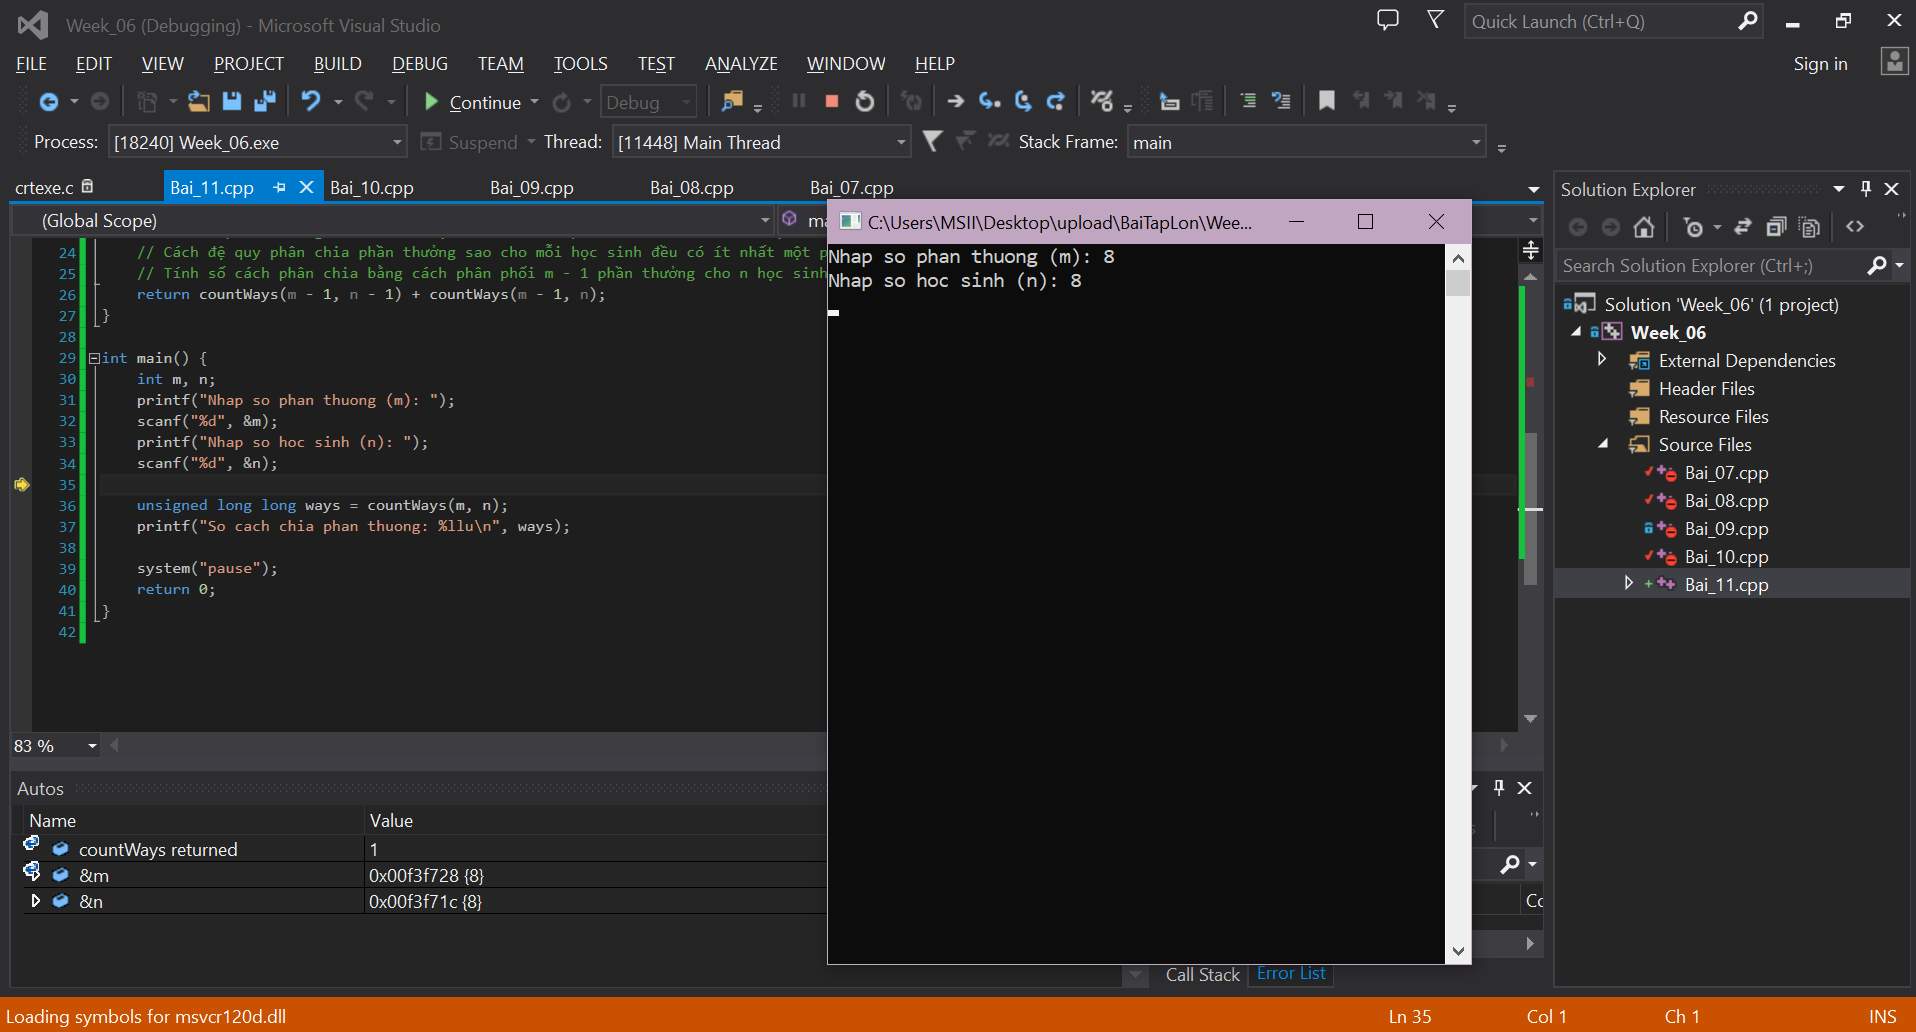 Week_06 (Debugging) - Microsoft Visual Studio
Quick Launch (Ctrl+Q)
FILE EDIT VIEW PROJECT BUILD DEBUG TEAM TOOLS TEST ANALYZE WINDOW HELP
Sign in
Continue Debug
Process: [18240] Week_06.exe Suspend Thread: [11448] Main Thread Stack Frame: main
crtexe.c Bai_11.cpp Bai_10.cpp Bai_09.cpp Bai_08.cpp Bai_07.cpp
(Global Scope)
24 // Cách đệ quy phân chia phần thưởng sao cho mỗi học sinh đều có ít nhất một
25 // Tính số cách phân chia bằng cách phân phối m - 1 phần thưởng cho n học sinh
26 return countWays(m - 1, n - 1) + countWays(m - 1, n);
27 }
28
29 int main() {
30 int m, n;
31 printf("Nhap so phan thuong (m): ");
32 scanf("%d", &m);
33 printf("Nhap so hoc sinh (n): ");
34 scanf("%d", &n);
35
36 unsigned long long ways = countWays(m, n);
37 printf("So cach chia phan thuong: %llu\n", ways);
38
39 system("pause");
40 return 0;
41 }
42
83 %
C:\Users\MSII\Desktop\upload\BaiTapLon\Wee...
Nhap so phan thuong (m): 8
Nhap so hoc sinh (n): 8
Autos
Name Value
countWays returned 1
&m 0x00f3f728 {8}
&n 0x00f3f71c {8}
Call Stack Error List
Solution Explorer
Search Solution Explorer (Ctrl+;)
Solution 'Week_06' (1 project)
Week_06
External Dependencies
Header Files
Resource Files
Source Files
Bai_07.cpp
Bai_08.cpp
Bai_09.cpp
Bai_10.cpp
Bai_11.cpp
Loading symbols for msvcr120d.dll
Ln 35 Col 1 Ch 1 INS